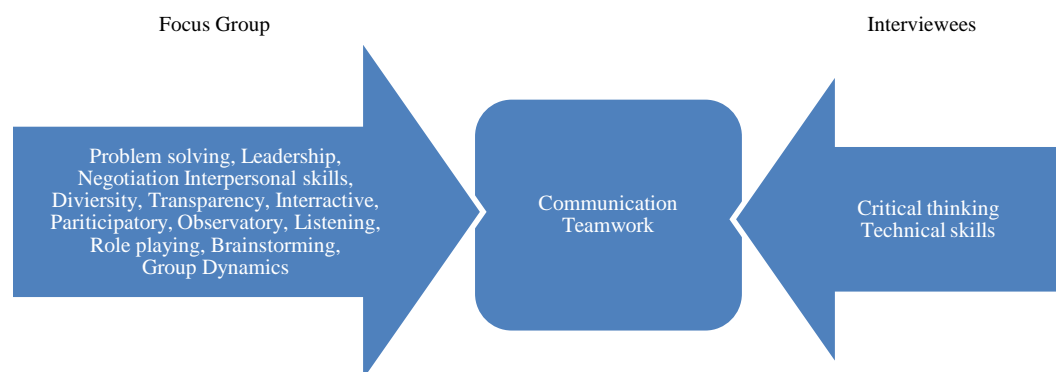 Focus Group
Interviewees
Problem solving, Leadership,
Negotiation Interpersonal skills,
Diviersity, Transparency, Interractive,
Pariticipatory, Observatory, Listening,
Role playing, Brainstorming,
Group Dynamics
Communication
Teamwork
Critical thinking
Technical skills